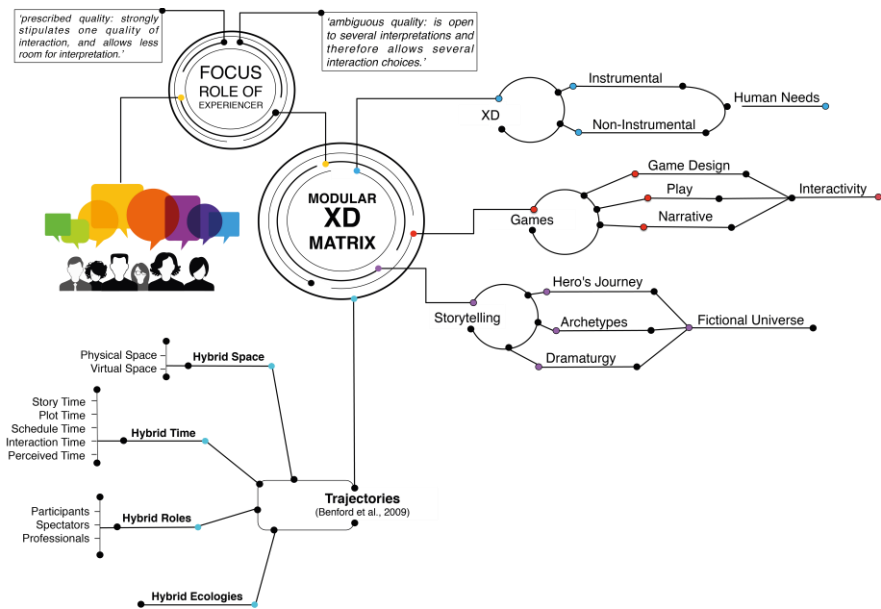 'prescribed quality: strongly
stipulates one quality of
interaction, and allows less
room for interpretation.'
'ambiguous quality: is open
to several interpretations and
therefore allows several
interaction choices.'
FOCUS
ROLE OF
EXPERIENCER
MODULAR
XD
MATRIX
XD
Instrumental
Non-Instrumental
Human Needs
Games
Game Design
Play
Narrative
Interactivity
Storytelling
Hero's Journey
Archetypes
Dramaturgy
Fictional Universe
Physical Space
Virtual Space
Hybrid Space
Story Time
Plot Time
Schedule Time
Interaction Time
Perceived Time
Hybrid Time
Participants
Spectators
Professionals
Hybrid Roles
Hybrid Ecologies
Trajectories
(Benford et al., 2009)